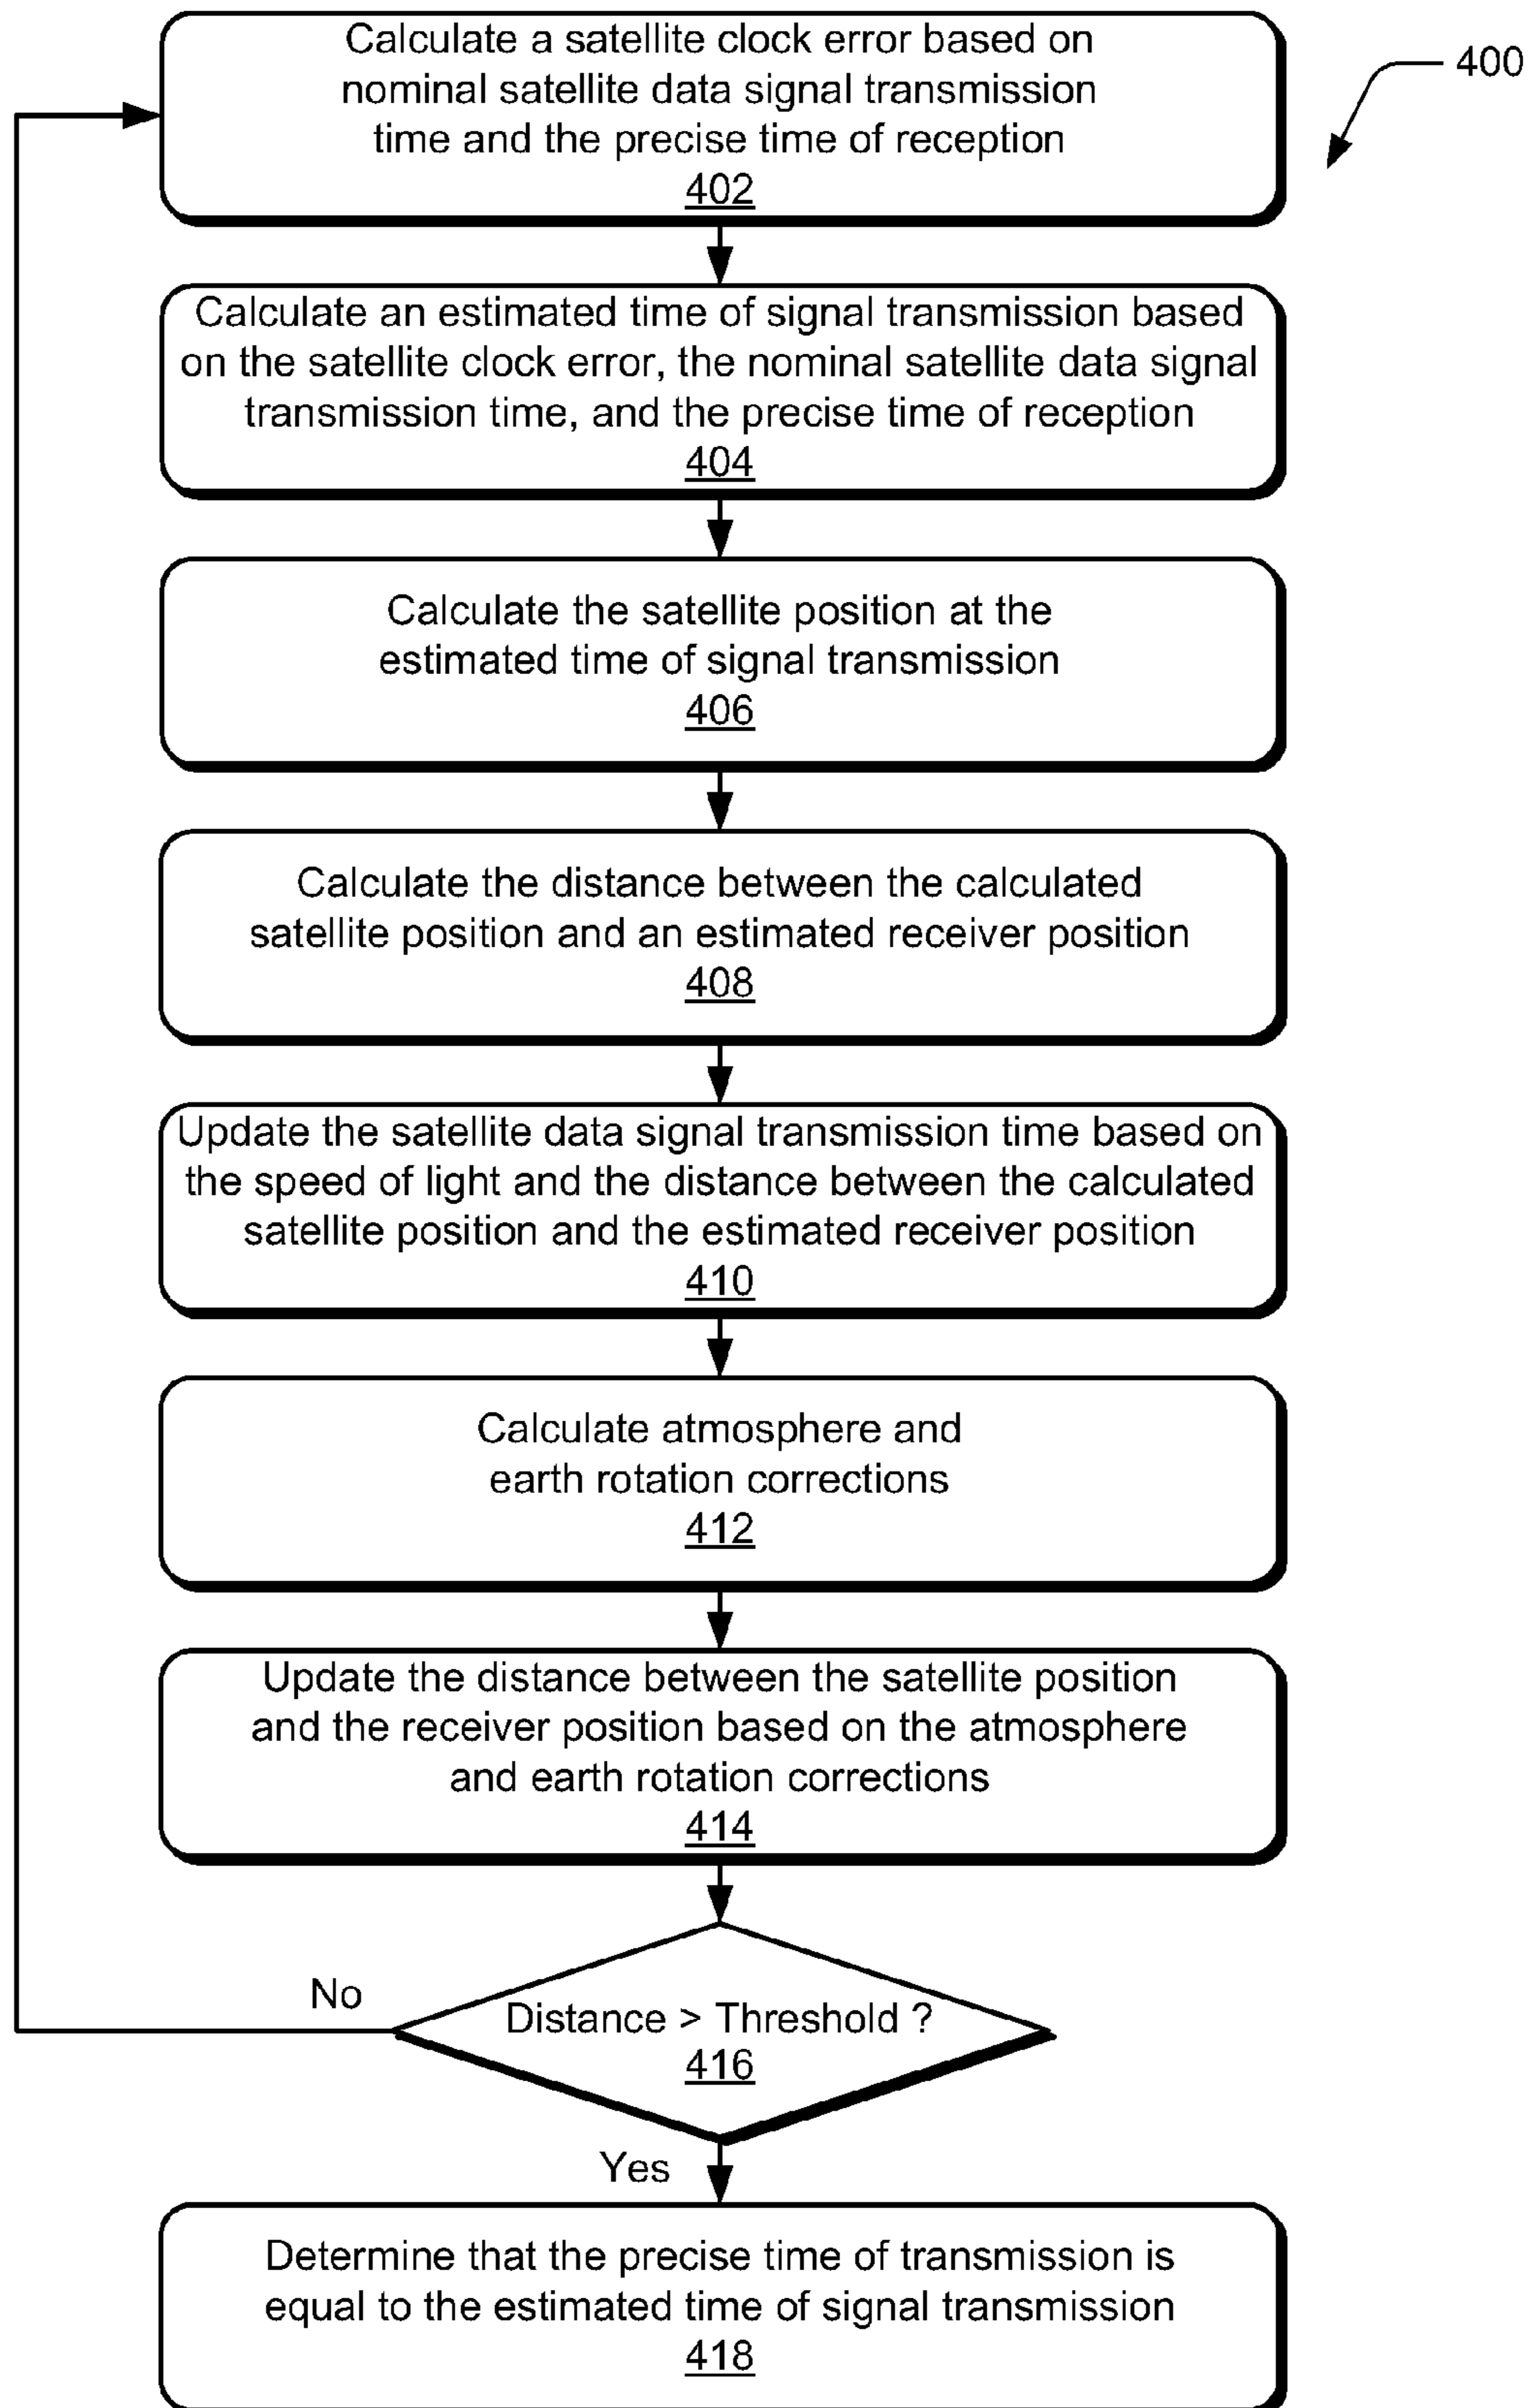 400
Calculate a satellite clock error based on
nominal satellite data signal transmission
time and the precise time of reception
402
Calculate an estimated time of signal transmission based
on the satellite clock error, the nominal satellite data signal
transmission time, and the precise time of reception
404
Calculate the satellite position at the
estimated time of signal transmission
406
Calculate the distance between the calculated
satellite position and an estimated receiver position
408
Update the satellite data signal transmission time based on
the speed of light and the distance between the calculated
satellite position and the estimated receiver position
410
Calculate atmosphere and
earth rotation corrections
412
Update the distance between the satellite position
and the receiver position based on the atmosphere
and earth rotation corrections
414
No
Distance > Threshold ?
416
Yes
Determine that the precise time of transmission is
equal to the estimated time of signal transmission
418